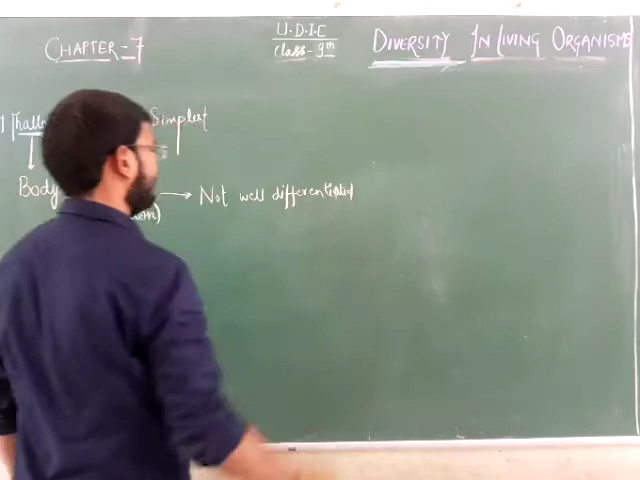 CHAPTER-7
U.D.I.C
Class-9th
DIVERSITY IN LIVING ORGANISMS
Simplest
Body → Not well differentiated